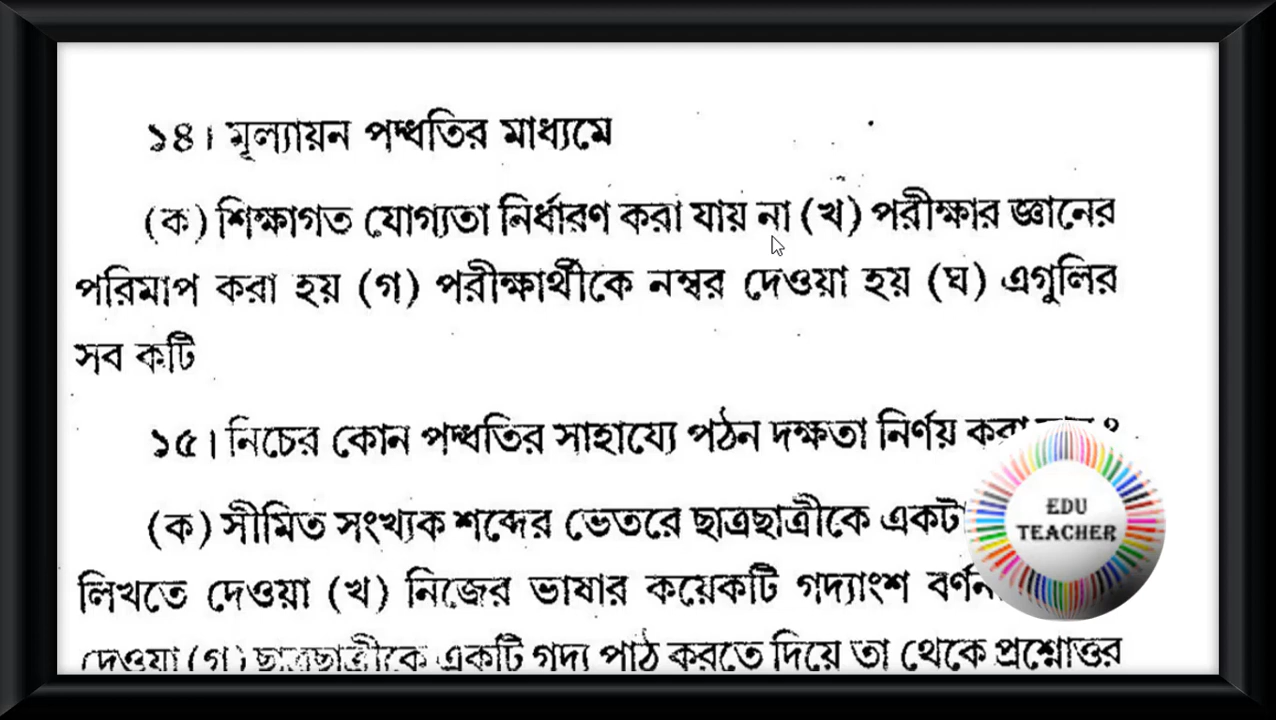 ১৪। মূল্যায়ন পদ্ধতির মাধ্যমে
(ক) শিক্ষাগত যোগ্যতা নির্ধারণ করা যায় না (খ) পরীক্ষার জ্ঞানের
পরিমাপ করা হয় (গ) পরীক্ষার্থীকে নম্বর দেওয়া হয় (ঘ) এগুলির
সব কটি
১৫। নিচের কোন পদ্ধতির সাহায্যে পঠন দক্ষতা নির্ণয় করা
(ক) সীমিত সংখ্যক শব্দের ভেতরে ছাত্রছাত্রীকে একটা
লিখতে দেওয়া (খ) নিজের ভাষার কয়েকটি গদ্যাংশ
দেওয়া (গ) ছাত্রছাত্রীকে একটি গদ্য পাঠ করতে দিয়ে তা থেকে প্রশ্নোত্তর
EDU
TEACHER